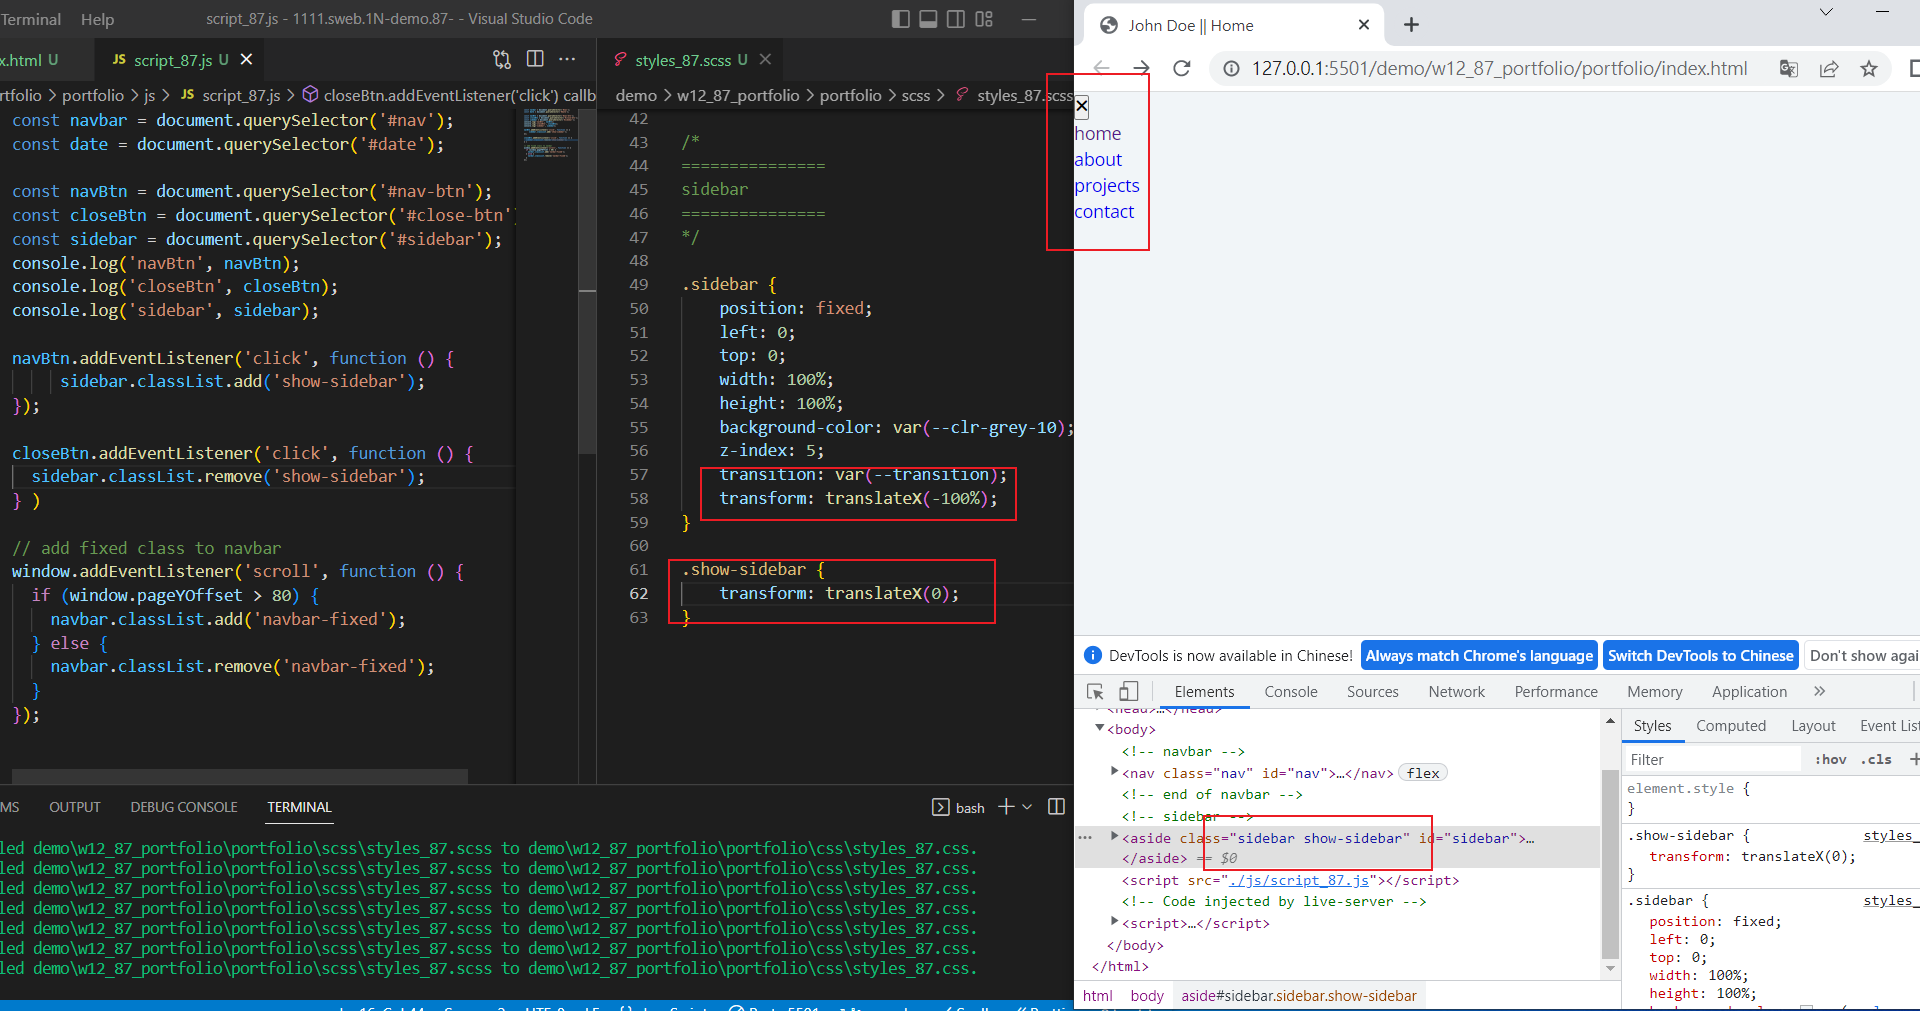 Terminal Help script_87.js - 1111.sweb.1N-demo.87- - Visual Studio Code
x.html U
JS script_87.js U
rtfolio > portfolio > js > JS script_87.js > closeBtn.addEventListener('click') callb
const navbar = document.querySelector('#nav');
const date = document.querySelector('#date');
const navBtn = document.querySelector('#nav-btn');
const closeBtn = document.querySelector('#close-btn'
const sidebar = document.querySelector('#sidebar');
console.log('navBtn', navBtn);
console.log('closeBtn', closeBtn);
console.log('sidebar', sidebar);
navBtn.addEventListener('click', function () {
sidebar.classList.add('show-sidebar');
});
closeBtn.addEventListener('click', function () {
sidebar.classList.remove('show-sidebar');
} )
// add fixed class to navbar
window.addEventListener('scroll', function () {
if (window.pageYOffset > 80) {
navbar.classList.add('navbar-fixed');
} else {
navbar.classList.remove('navbar-fixed');
}
});
styles_87.scss U
demo > w12_87_portfolio > portfolio > scss > styles_87.scss
42
43 /*
44 ===============
45 sidebar
46 ===============
47 */
48
49 .sidebar {
50 position: fixed;
51 left: 0;
52 top: 0;
53 width: 100%;
54 height: 100%;
55 background-color: var(--clr-grey-10);
56 z-index: 5;
57 transition: var(--transition);
58 transform: translateX(-100%);
59 }
60
61 .show-sidebar {
62 transform: translateX(0);
63 }
MS OUTPUT DEBUG CONSOLE TERMINAL
bash
led demo\w12_87_portfolio\portfolio\scss\styles_87.scss to demo\w12_87_portfolio\portfolio\css\styles_87.css.
led demo\w12_87_portfolio\portfolio\scss\styles_87.scss to demo\w12_87_portfolio\portfolio\css\styles_87.css.
led demo\w12_87_portfolio\portfolio\scss\styles_87.scss to demo\w12_87_portfolio\portfolio\css\styles_87.css.
led demo\w12_87_portfolio\portfolio\scss\styles_87.scss to demo\w12_87_portfolio\portfolio\css\styles_87.css.
led demo\w12_87_portfolio\portfolio\scss\styles_87.scss to demo\w12_87_portfolio\portfolio\css\styles_87.css.
led demo\w12_87_portfolio\portfolio\scss\styles_87.scss to demo\w12_87_portfolio\portfolio\css\styles_87.css.
led demo\w12_87_portfolio\portfolio\scss\styles_87.scss to demo\w12_87_portfolio\portfolio\css\styles_87.css.
John Doe || Home
127.0.0.1:5501/demo/w12_87_portfolio/portfolio/index.html
home
about
projects
contact
DevTools is now available in Chinese! Always match Chrome's language Switch DevTools to Chinese Don't show agai
Elements Console Sources Network Performance Memory Application »
<head>…</head>
▼<body>
<!-- navbar -->
▶<nav class="nav" id="nav">…</nav> flex
<!-- end of navbar -->
<!-- sidebar -->
▶<aside class="sidebar show-sidebar" id="sidebar">…
</aside> == $0
<script src="./js/script_87.js"></script>
<!-- Code injected by live-server -->
▶<script>…</script>
</body>
</html>
html body aside#sidebar.sidebar.show-sidebar
Styles Computed Layout Event List
Filter :hov .cls +
element.style {
}
.show-sidebar { styles_
transform: translateX(0);
}
.sidebar { styles_
position: fixed;
left: 0;
top: 0;
width: 100%;
height: 100%;